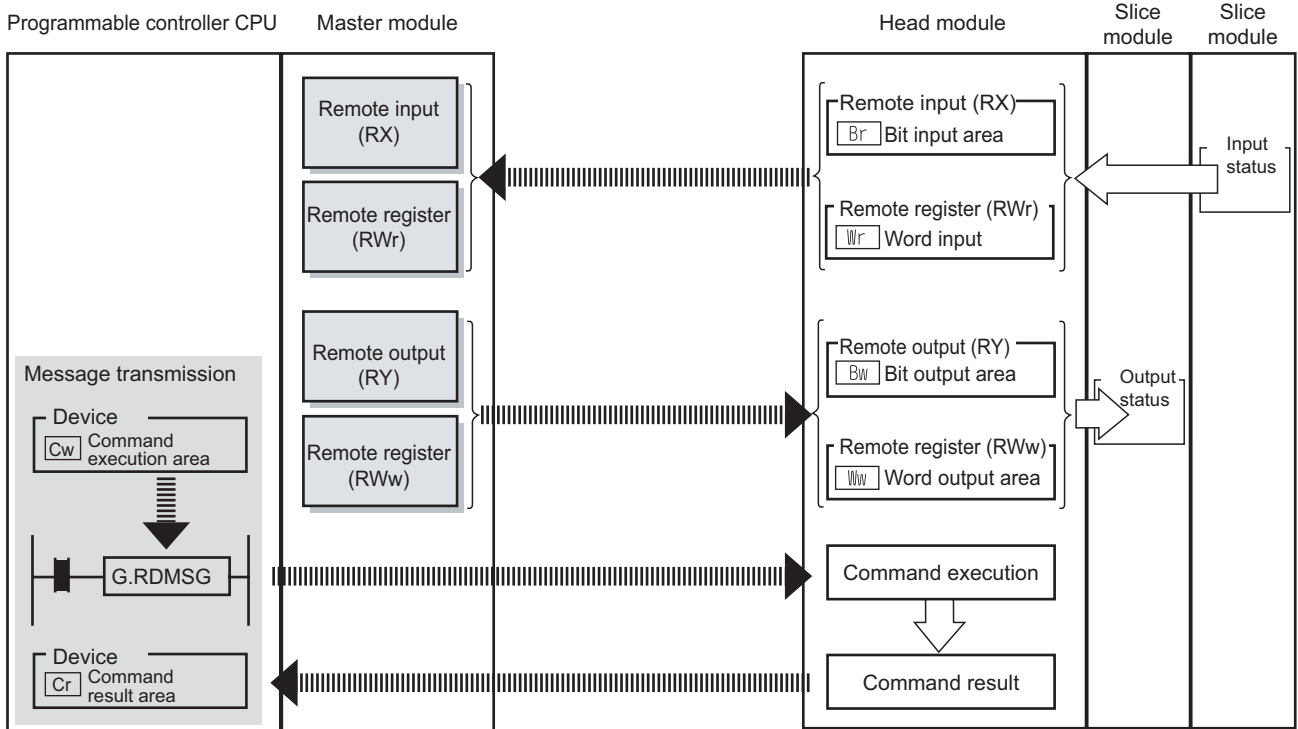 Programmable controller CPU
Master module
Head module
Slice
module
Slice
module
Remote input
(RX)
Remote register
(RWr)
Remote input (RX)
Br Bit input area
Remote register (RWr)
Wr Word input
Input
status
Remote output
(RY)
Remote register
(RWw)
Remote output (RY)
Bw Bit output area
Remote register (RWw)
Ww Word output area
Output
status
Message transmission
Device
Cw Command
execution area
G.RDMSG
Command execution
Device
Cr Command
result area
Command result